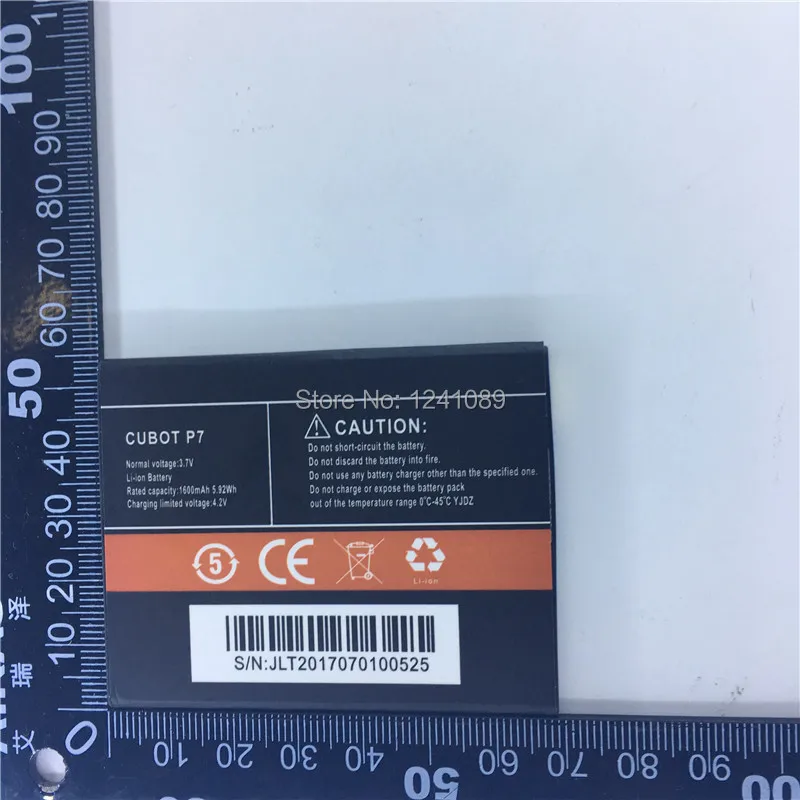 Store No: 1241089
CUBOT P7
Normal voltage:3.7V
Li-ion Battery
Rated capacity:1600mAh 5.92Wh
Charging limited voltage:4.2V
CAUTION:
Do not short-circuit the battery.
Do not discard the battery into fire.
Do not use any battery charger other than the specified one.
Do not charge or expose the battery pack
out of the temperature range 0°C-45°C YJDZ
5
CE
Li-ion
S/N:JLT2017070100525
100
90
80
70
60
50
40
30
20
10
0
10 20 30 40 50 60 70 80 90 100
艾瑞泽